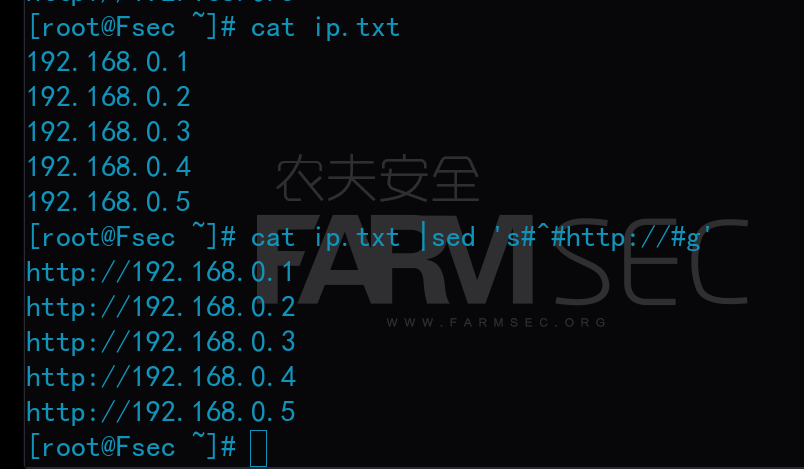 [root@Fsec ~]# cat ip.txt
192.168.0.1
192.168.0.2
192.168.0.3
192.168.0.4
192.168.0.5
[root@Fsec ~]# cat ip.txt |sed 's#^#http://#g'
http://192.168.0.1
http://192.168.0.2
http://192.168.0.3
http://192.168.0.4
http://192.168.0.5
[root@Fsec ~]#
农夫安全
FARMSEC
WWW.FARMSEC.ORG